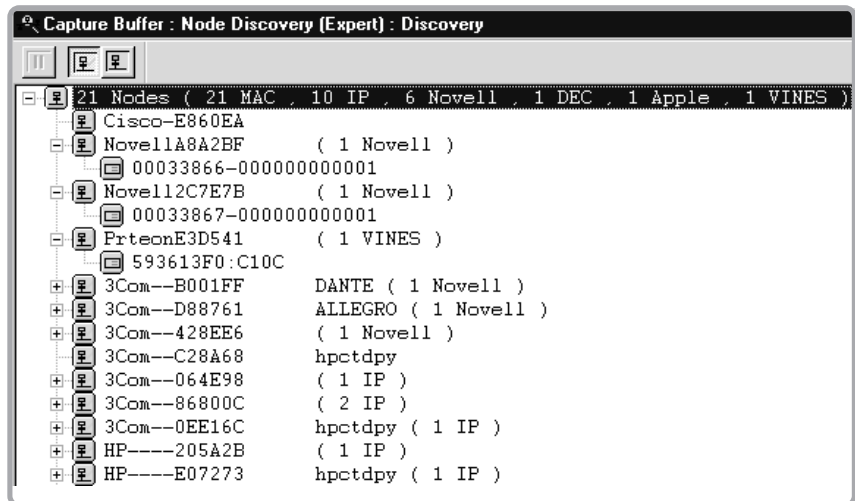 Capture Buffer : Node Discovery (Expert) : Discovery
21 Nodes ( 21 MAC , 10 IP , 6 Novell , 1 DEC , 1 Apple , 1 VINES )
Cisco-E860EA
NovellA8A2BF ( 1 Novell )
00033866-000000000001
Novell2C7E7B ( 1 Novell )
00033867-000000000001
PrteonE3D541 ( 1 VINES )
593613F0:C10C
3Com--B001FF DANTE ( 1 Novell )
3Com--D88761 ALLEGRO ( 1 Novell )
3Com--428EE6 ( 1 Novell )
3Com--C28A68 hpctdpy
3Com--064E98 ( 1 IP )
3Com--86800C ( 2 IP )
3Com--0EE16C hpctdpy ( 1 IP )
HP----205A2B ( 1 IP )
HP----E07273 hpctdpy ( 1 IP )